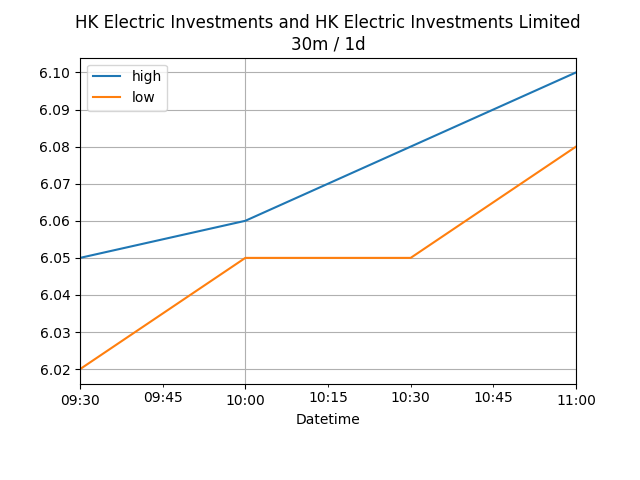 HK Electric Investments and HK Electric Investments Limited
30m / 1d
high
low
6.10
6.09
6.08
6.07
6.06
6.05
6.04
6.03
6.02
09:30 09:45 10:00 10:15 10:30 10:45 11:00
Datetime